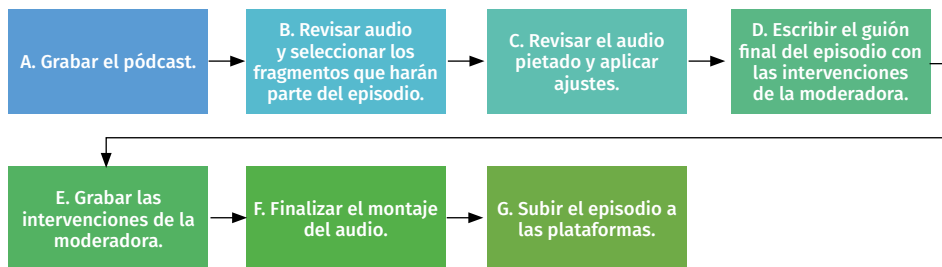 A. Grabar el pódcast.
B. Revisar audio
y seleccionar los
fragmentos que harán
parte del episodio.
C. Revisar el audio
pietado y aplicar
ajustes.
D. Escribir el guión
final del episodio con
las intervenciones
de la moderadora.
E. Grabar las
intervenciones de la
moderadora.
F. Finalizar el montaje
del audio.
G. Subir el episodio a
las plataformas.